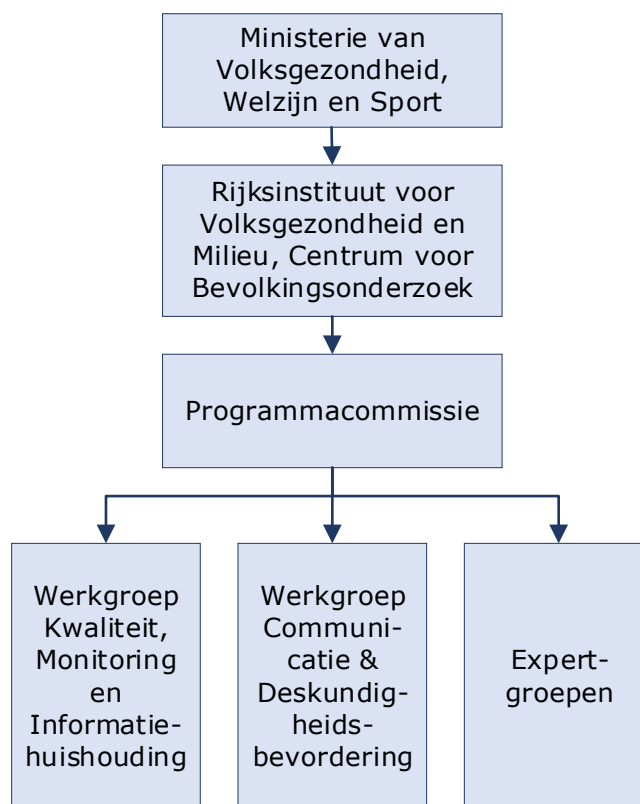 Ministerie van
Volksgezondheid,
Welzijn en Sport
Rijksinstituut voor
Volksgezondheid en
Milieu, Centrum voor
Bevolkingsonderzoek
Programmacommissie
Werkgroep
Kwaliteit,
Monitoring
en
Informatie-
huishouding
Werkgroep
Communi-
catie &
Deskundig-
heids-
bevordering
Expert-
groepen